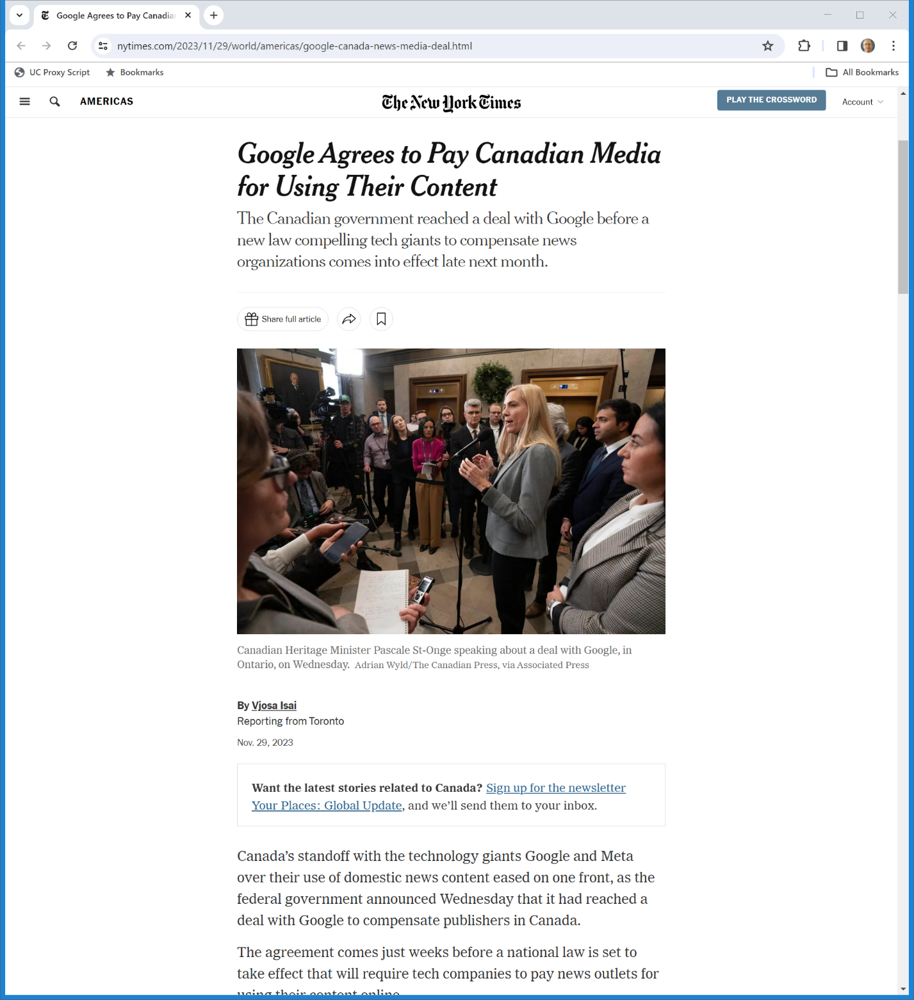 Google Agrees to Pay Canadia
nytimes.com/2023/11/29/world/americas/google-canada-news-media-deal.html
UC Proxy Script
Bookmarks
All Bookmarks
AMERICAS
The New York Times
PLAY THE CROSSWORD
Account
Google Agrees to Pay Canadian Media
for Using Their Content
The Canadian government reached a deal with Google before a
new law compelling tech giants to compensate news
organizations comes into effect late next month.
Share full article
Canadian Heritage Minister Pascale St-Onge speaking about a deal with Google, in
Ontario, on Wednesday. Adrian Wyld/The Canadian Press, via Associated Press
By Vjosa Isai
Reporting from Toronto
Nov. 29, 2023
Want the latest stories related to Canada? Sign up for the newsletter
Your Places: Global Update, and we’ll send them to your inbox.
Canada’s standoff with the technology giants Google and Meta
over their use of domestic news content eased on one front, as the
federal government announced Wednesday that it had reached a
deal with Google to compensate publishers in Canada.
The agreement comes just weeks before a national law is set to
take effect that will require tech companies to pay news outlets for
using their content online.